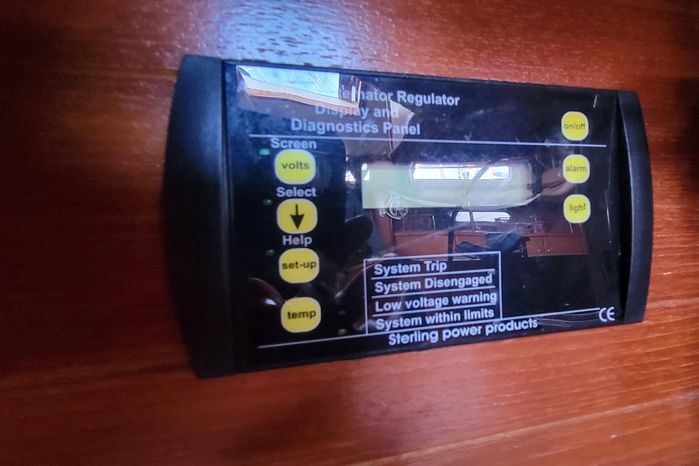 ernator Regulator
Display and
Diagnostics Panel
on/off
Screen
volts
alarm
Select
light
Help
set-up
System Trip
System Disengaged
Low voltage warning
temp
System within limits
CE
Sterling power products